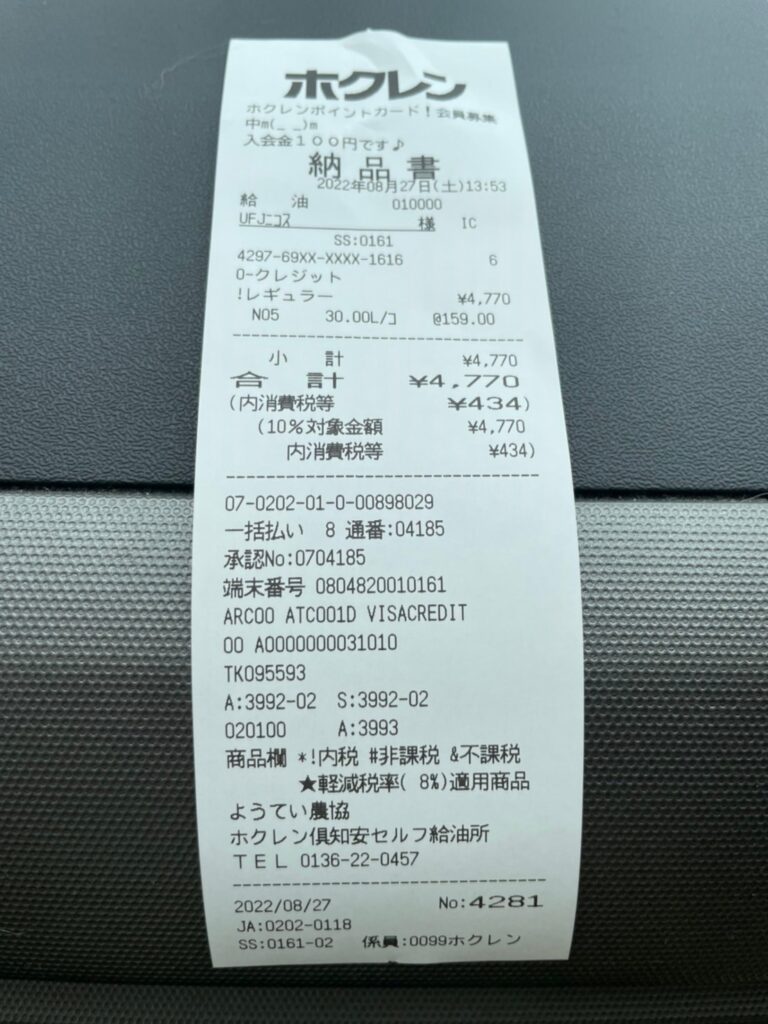 ホクレン
ホクレンポイントカード！会員募集
中m(_ _)m
入会金１００円です♪
納品書
2022年08月27日(土)13:53
給　油　010000
UFJニコス　様　IC
SS:0161
4297-69XX-XXXX-1616　6
0-クレジット
!レギュラー　¥4,770
N05　30.00L/コ　@159.00
小　計　¥4,770
合　計　¥4,770
(内消費税等　¥434)
(10%対象金額　¥4,770
内消費税等　¥434)
07-0202-01-0-00898029
一括払い　8 通番:04185
承認No:0704185
端末番号 0804820010161
ARC00 ATC001D VISACREDIT
00 A0000000031010
TK095593
A:3992-02　S:3992-02
020100　A:3993
商品欄 *!内税 #非課税 &不課税
★軽減税率( 8%)適用商品
ようてい農協
ホクレン倶知安セルフ給油所
ＴＥＬ 0136-22-0457
2022/08/27　No:4281
JA:0202-0118
SS:0161-02　係員:0099ホクレン